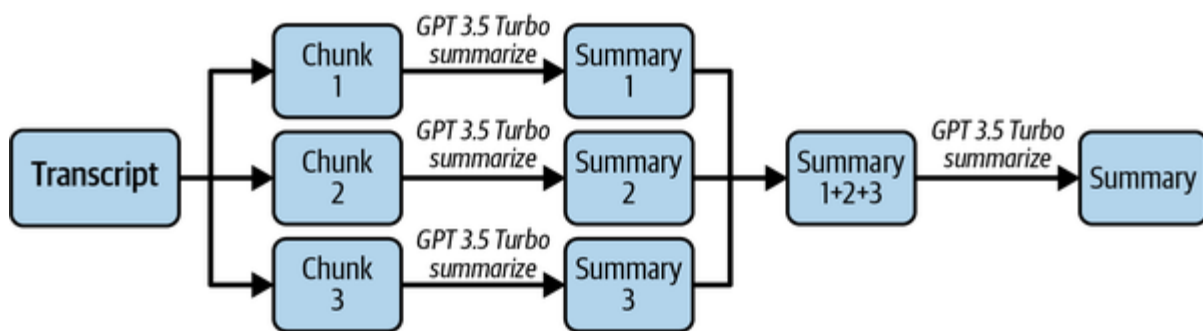 Transcript
Chunk
1
GPT 3.5 Turbo
summarize
Summary
1
Chunk
2
GPT 3.5 Turbo
summarize
Summary
2
Chunk
3
GPT 3.5 Turbo
summarize
Summary
3
Summary
1+2+3
GPT 3.5 Turbo
summarize
Summary